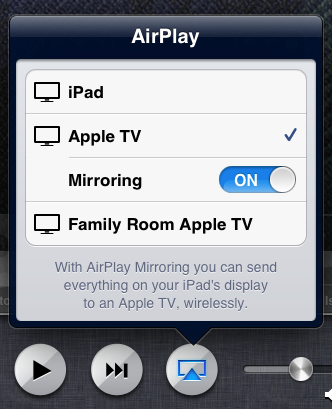 AirPlay
iPad
Apple TV
Mirroring ON
Family Room Apple TV
With AirPlay Mirroring you can send
everything on your iPad's display
to an Apple TV, wirelessly.